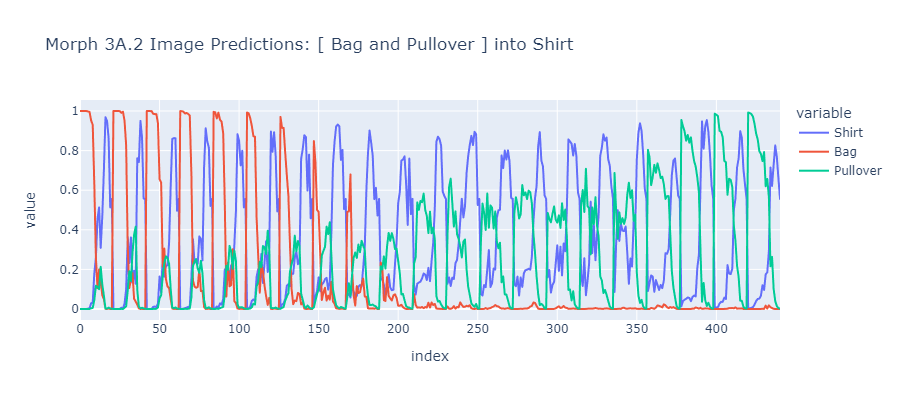 Morph 3A.2 Image Predictions: [ Bag and Pullover ] into Shirt
variable
Shirt
Bag
Pullover
value
1
0.8
0.6
0.4
0.2
0
0 50 100 150 200 250 300 350 400
index